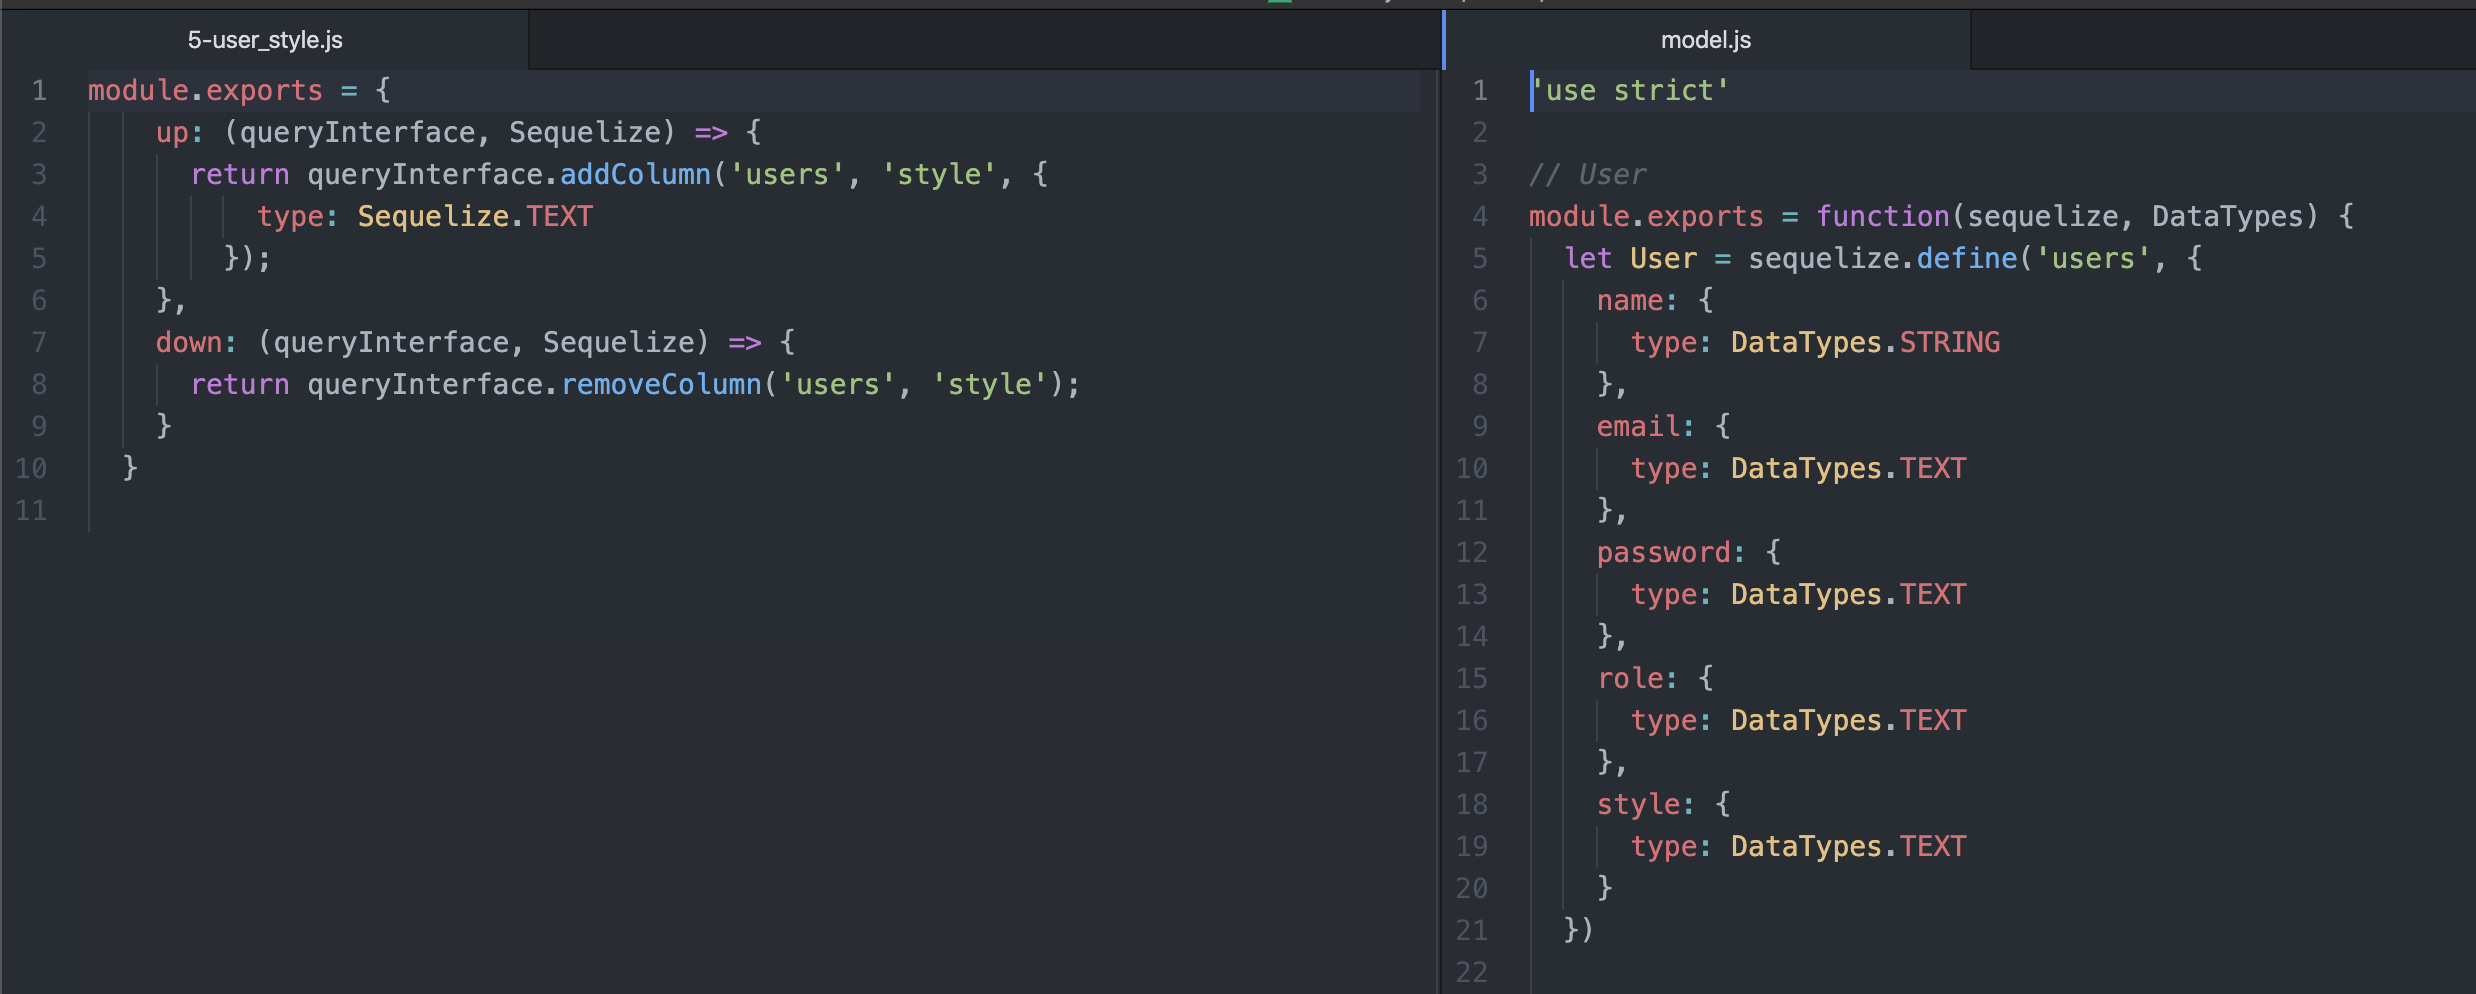 5-user_style.js
1 module.exports = {
2 up: (queryInterface, Sequelize) => {
3 return queryInterface.addColumn('users', 'style', {
4 type: Sequelize.TEXT
5 });
6 },
7 down: (queryInterface, Sequelize) => {
8 return queryInterface.removeColumn('users', 'style');
9 }
10 }
11
model.js
1 'use strict'
2
3 // User
4 module.exports = function(sequelize, DataTypes) {
5 let User = sequelize.define('users', {
6 name: {
7 type: DataTypes.STRING
8 },
9 email: {
10 type: DataTypes.TEXT
11 },
12 password: {
13 type: DataTypes.TEXT
14 },
15 role: {
16 type: DataTypes.TEXT
17 },
18 style: {
19 type: DataTypes.TEXT
20 }
21 })
22